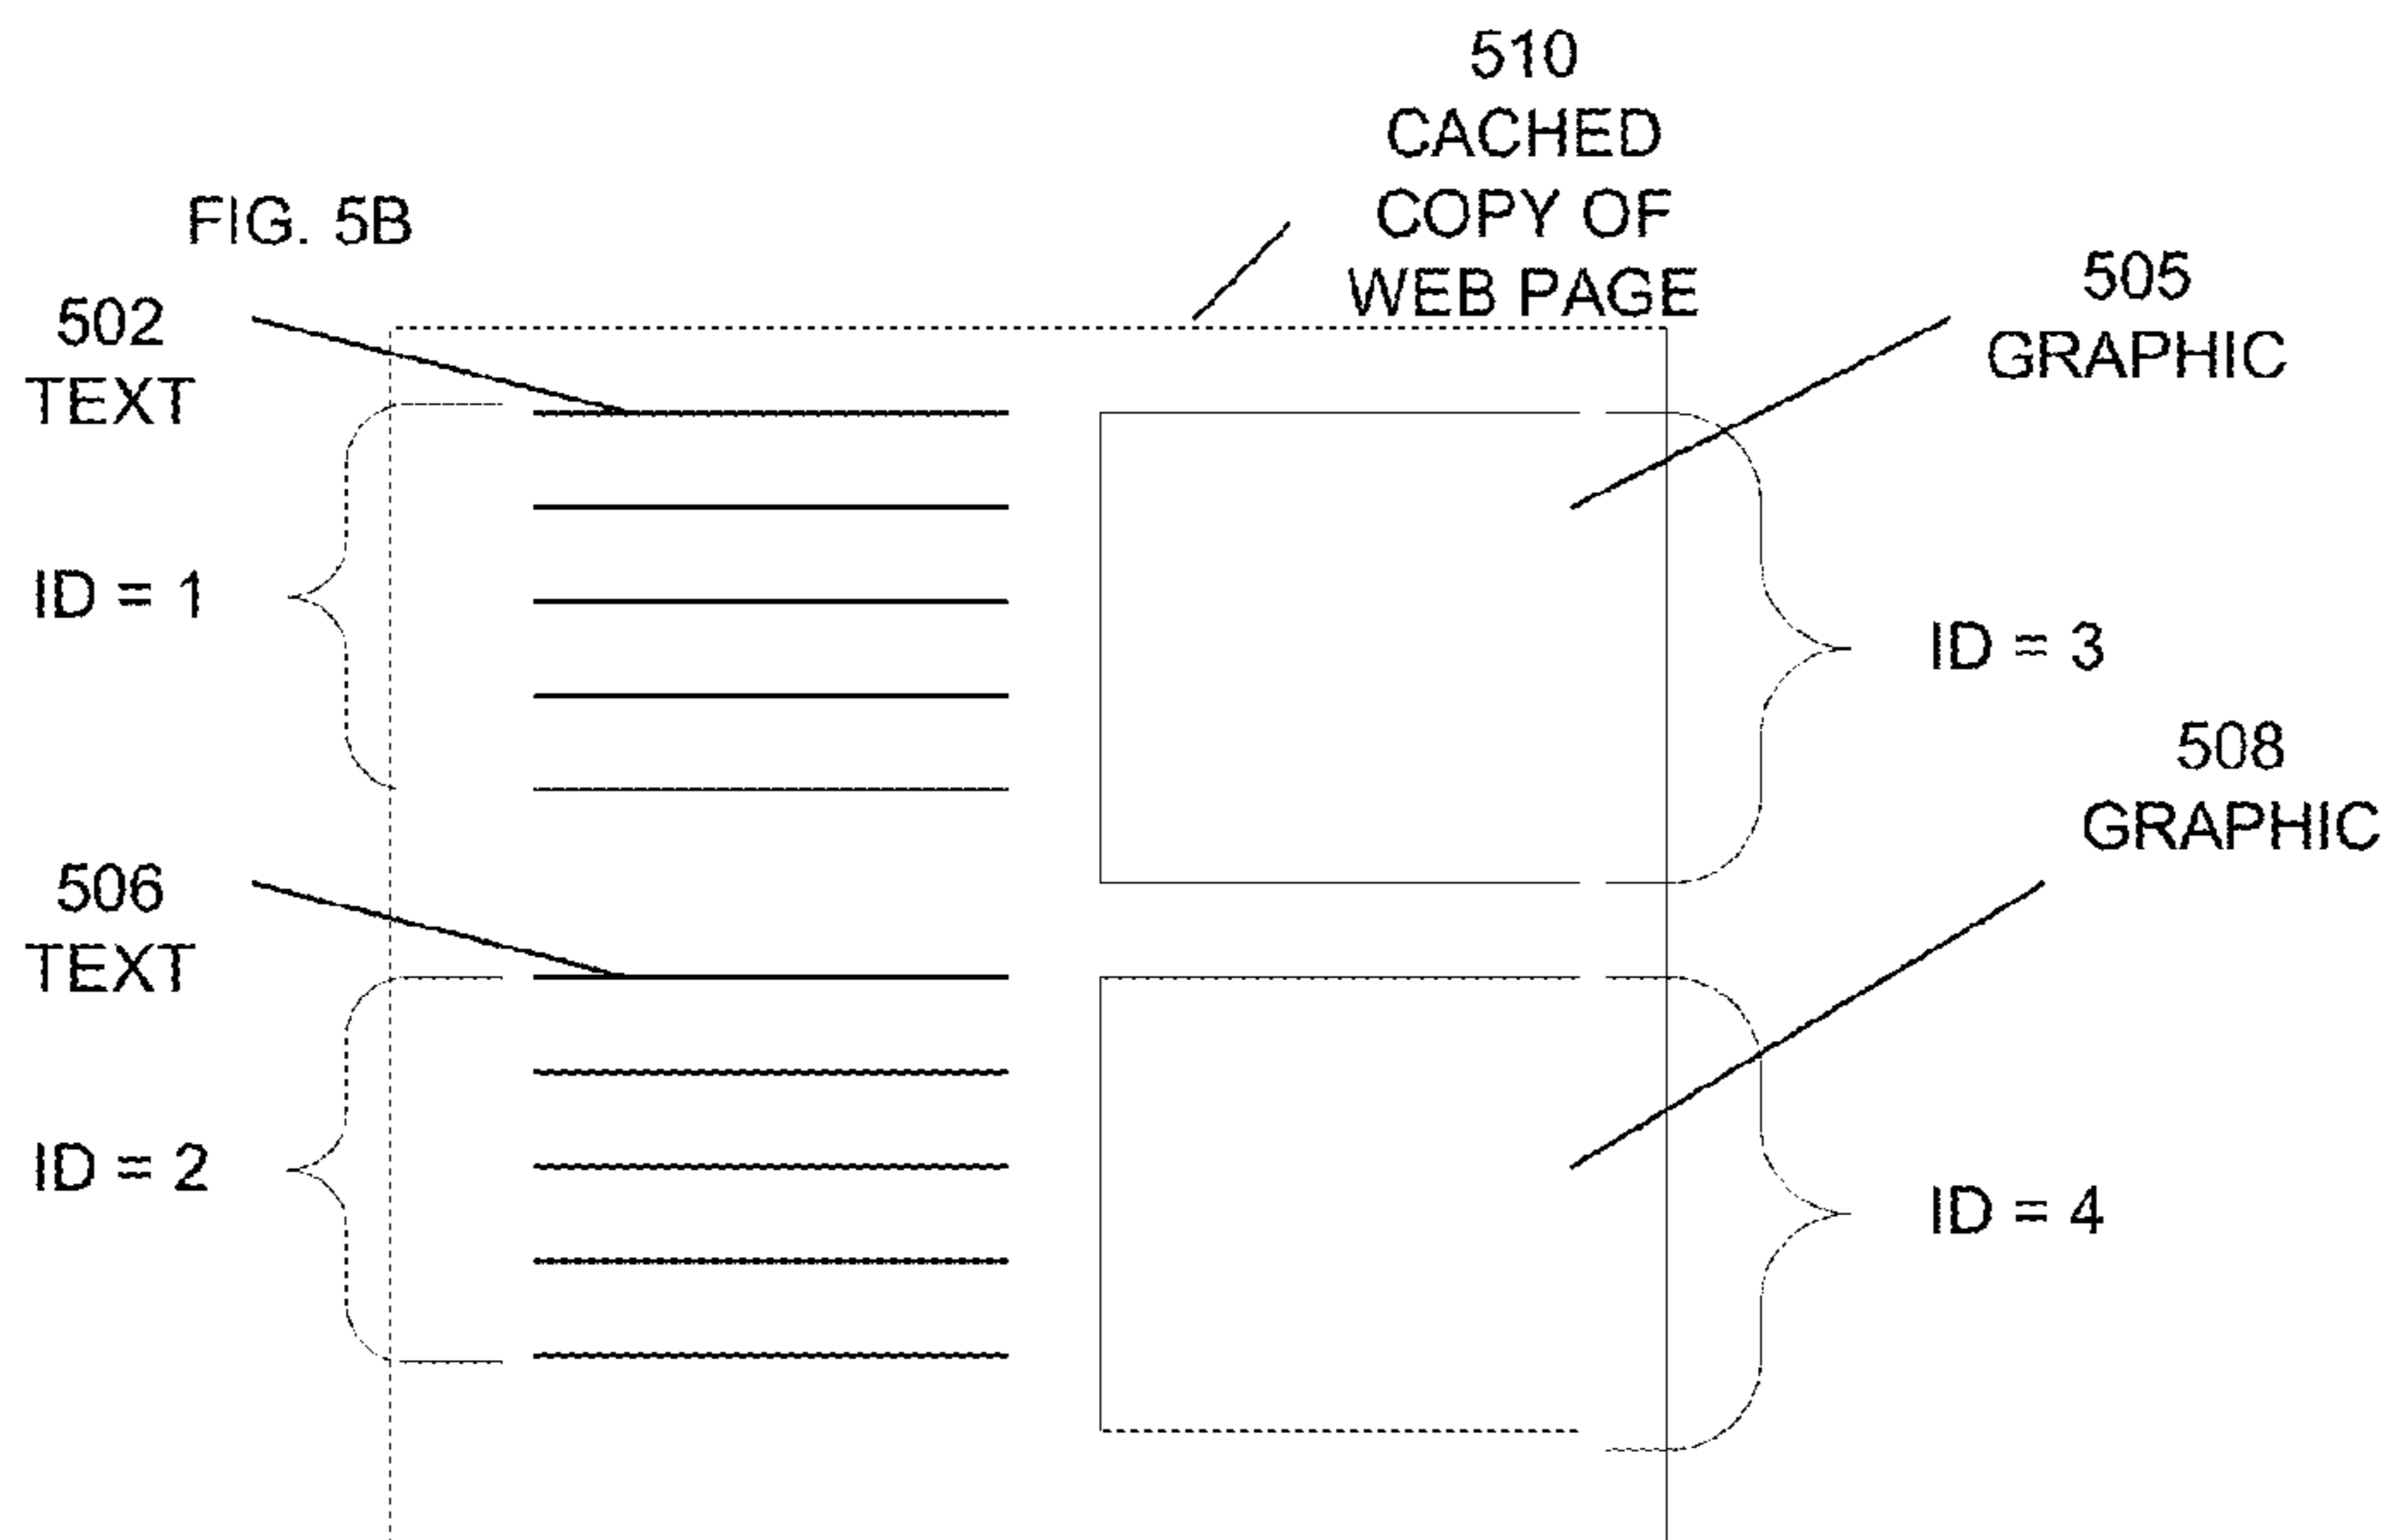 FIG. 5B
510
CACHED
COPY OF
WEB PAGE
502
TEXT
505
GRAPHIC
ID = 1
ID = 3
508
GRAPHIC
506
TEXT
ID = 2
ID = 4